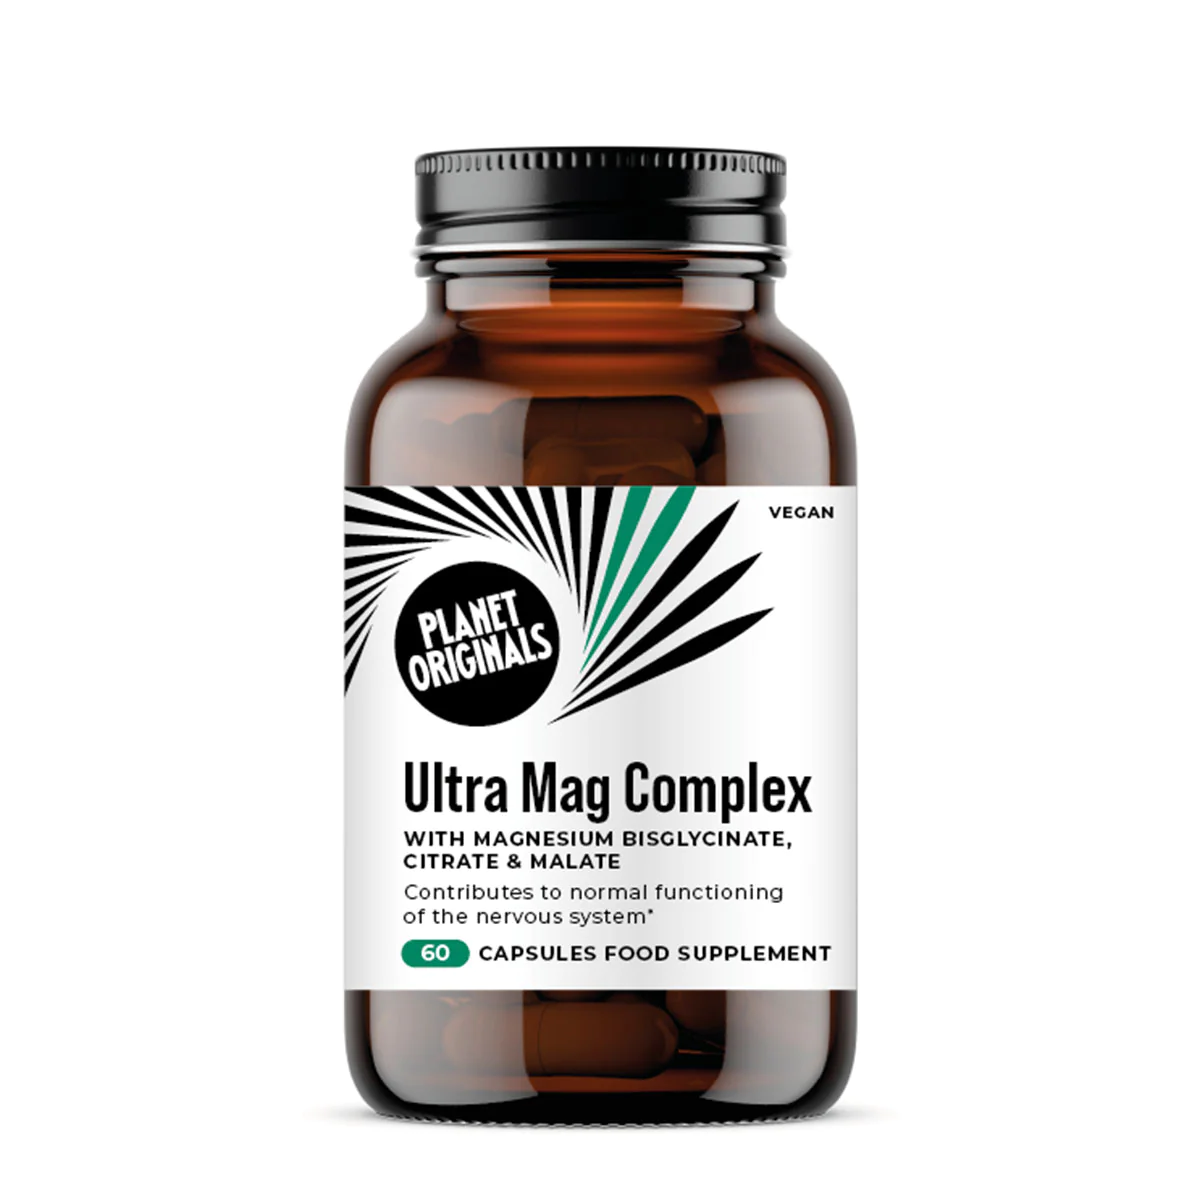 VEGAN
PLANET
ORIGINALS
Ultra Mag Complex
WITH MAGNESIUM BISGLYCINATE,
CITRATE & MALATE
Contributes to normal functioning
of the nervous system*
60 CAPSULES FOOD SUPPLEMENT